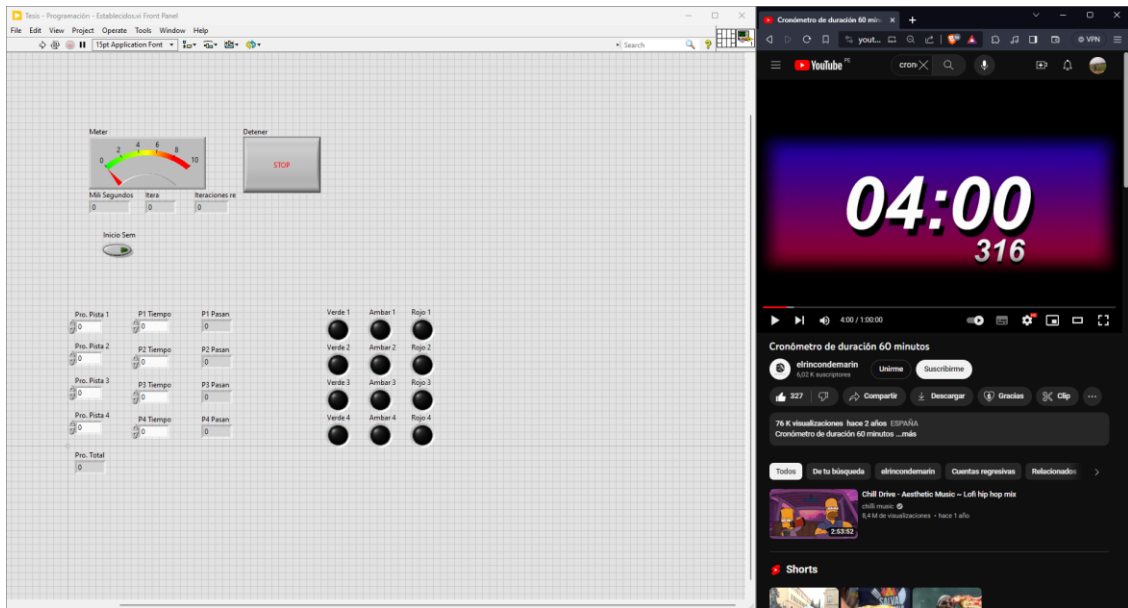 Tesis - Programación - Establecidos.vi Front Panel
File Edit View Project Operate Tools Window Help
15pt Application Font
Search
Meter
0 2 4 6 8 10
Detener
STOP
Mili Segundos Itera Iteraciones re
0 0 0
Inicio Sem
Pro. Pista 1 P1 Tiempo P1 Pasan
0 0 0
Pro. Pista 2 P2 Tiempo P2 Pasan
0 0 0
Pro. Pista 3 P3 Tiempo P3 Pasan
0 0 0
Pro. Pista 4 P4 Tiempo P4 Pasan
0 0 0
Pro. Total
0
Verde 1 Ambar 1 Rojo 1
Verde 2 Ambar 2 Rojo 2
Verde 3 Ambar 3 Rojo 3
Verde 4 Ambar 4 Rojo 4
Cronómetro de duración 60 min
yout...
VPN
YouTube PE
cron
04:00
316
4:00 / 1:00:00
Cronómetro de duración 60 minutos
elrincondemarin
6,02 K suscriptores
Unirme
Suscribirme
327
Compartir
Descargar
Gracias
Clip
76 K visualizaciones hace 2 años ESPAÑA
Cronómetro de duración 60 minutos ...más
Todos De tu búsqueda elrincondemarin Cuentas regresivas Relacionados
Chill Drive - Aesthetic Music ~ Lofi hip hop mix
chilli music
8,4 M de visualizaciones • hace 1 año
2:53:52
Shorts